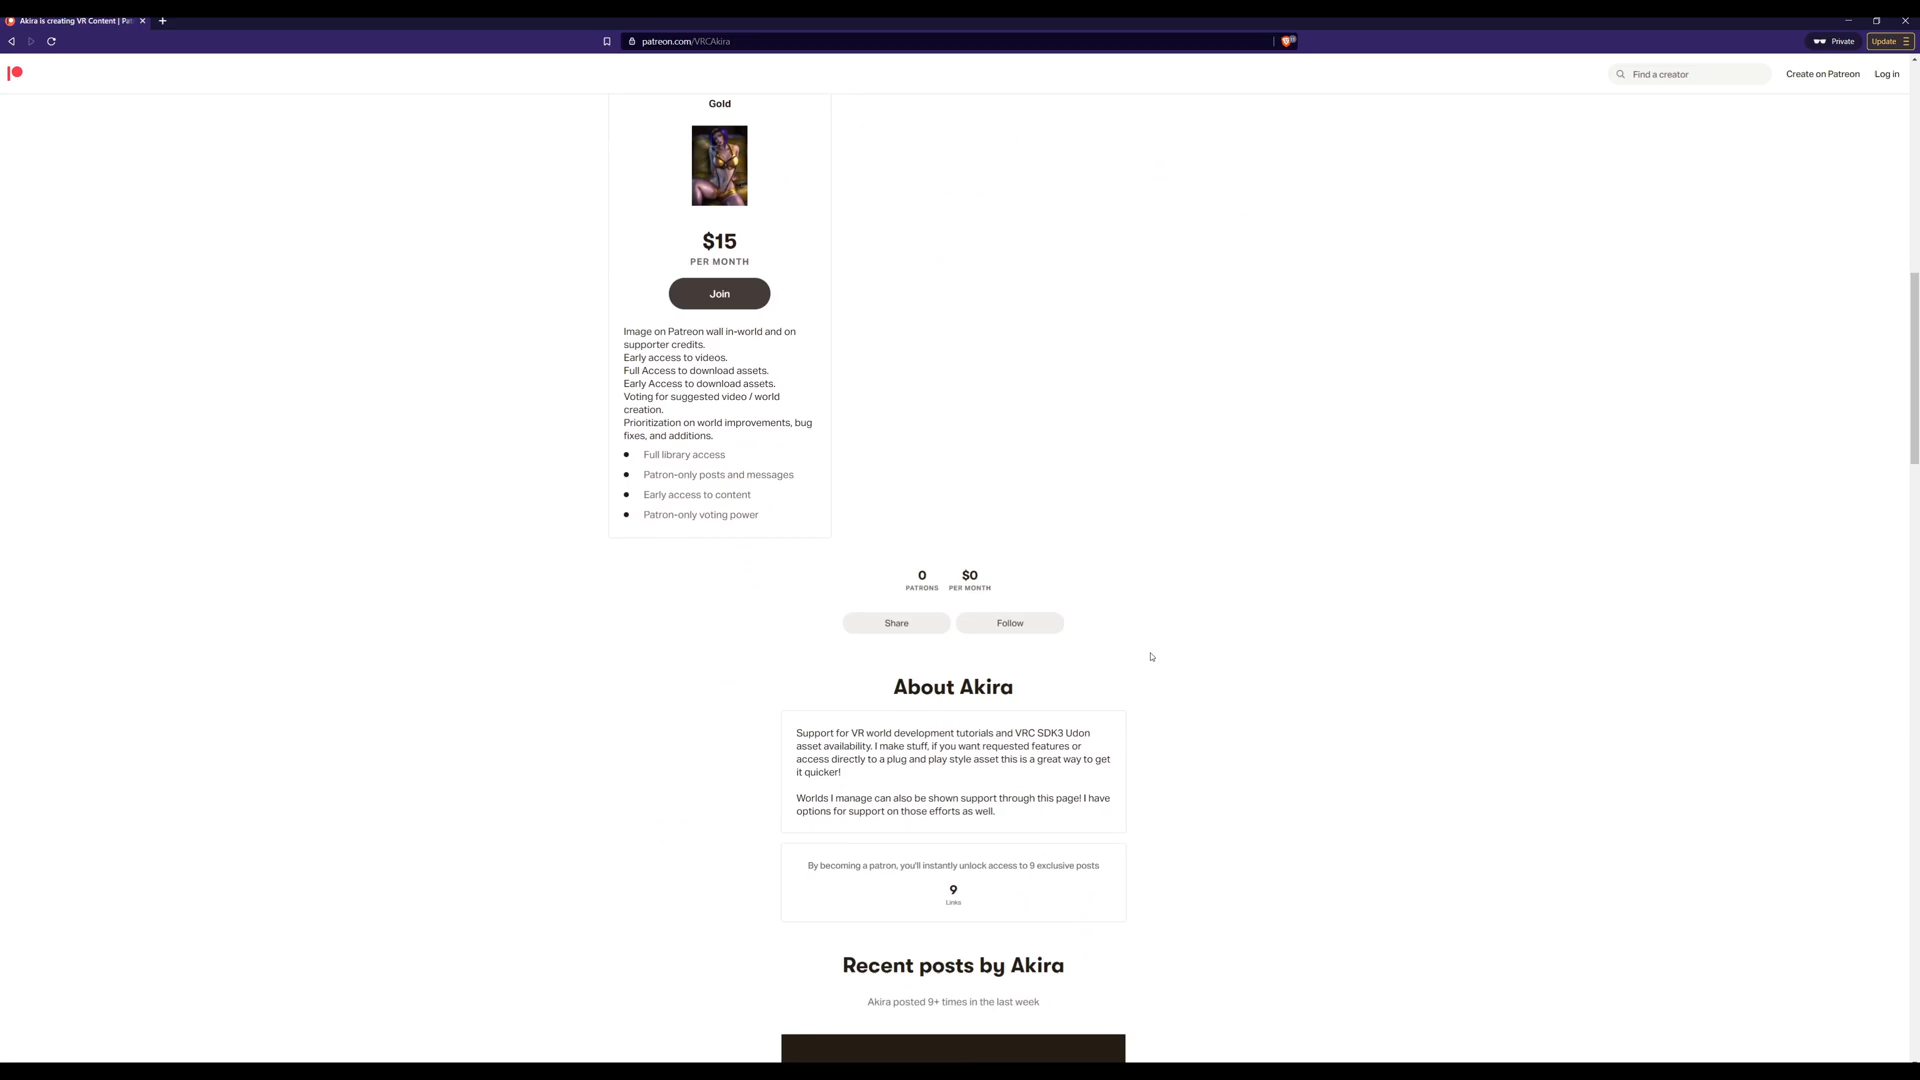 Akira is creating VR Content | Pat
patreon.com/VRCAkira
Private
Update
Find a creator
Create on Patreon
Log in
Gold
$15
PER MONTH
Join
Image on Patreon wall in-world and on
supporter credits.
Early access to videos.
Full Access to download assets.
Early Access to download assets.
Voting for suggested video / world
creation.
Prioritization on world improvements, bug
fixes, and additions.
Full library access
Patron-only posts and messages
Early access to content
Patron-only voting power
0 $0
PATRONS PER MONTH
Share Follow
About Akira
Support for VR world development tutorials and VRC SDK3 Udon
asset availability. I make stuff, if you want requested features or
access directly to a plug and play style asset this is a great way to get
it quicker!
Worlds I manage can also be shown support through this page! I have
options for support on those efforts as well.
By becoming a patron, you'll instantly unlock access to 9 exclusive posts
9
Links
Recent posts by Akira
Akira posted 9+ times in the last week